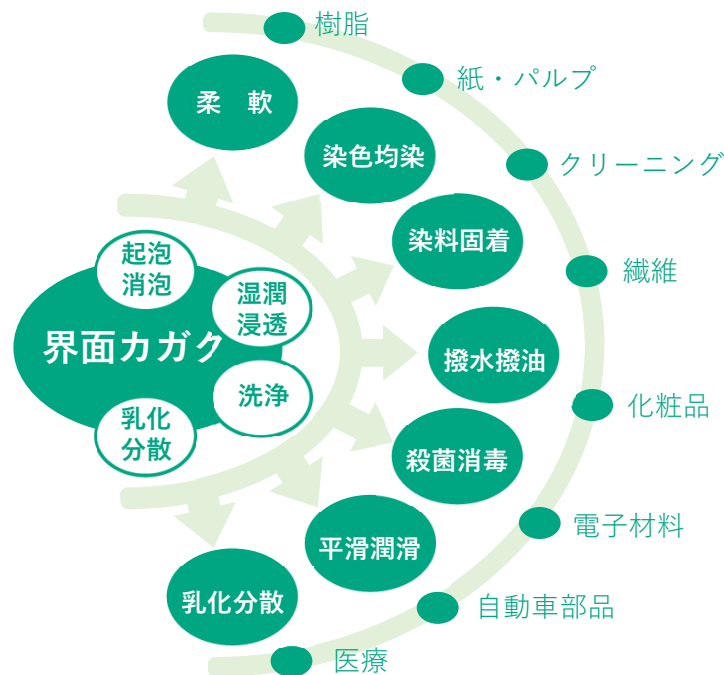 樹脂
紙・パルプ
柔　軟
染色均染
クリーニング
染料固着
起泡
消泡
繊維
湿潤
浸透
界面カガク
撥水撥油
洗浄
化粧品
乳化
分散
殺菌消毒
電子材料
平滑潤滑
乳化分散
自動車部品
医療